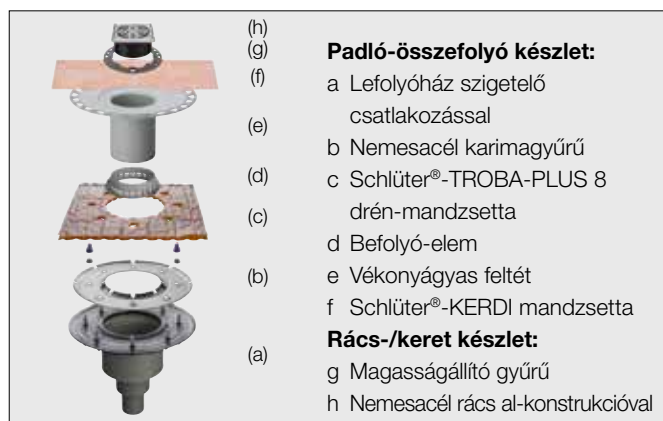 (h)
(g)
(f)
(e)
(d)
(c)
(b)
(a)
Padló-összefolyó készlet:
a Lefolyóház szigetelő
csatlakozással
b Nemesacél karimagyűrű
c Schlüter®-TROBA-PLUS 8
drén-mandzsetta
d Befolyó-elem
e Vékonyágyas feltét
f Schlüter®-KERDI mandzsetta
Rács-/keret készlet:
g Magasságállító gyűrű
h Nemesacél rács al-konstrukcióval